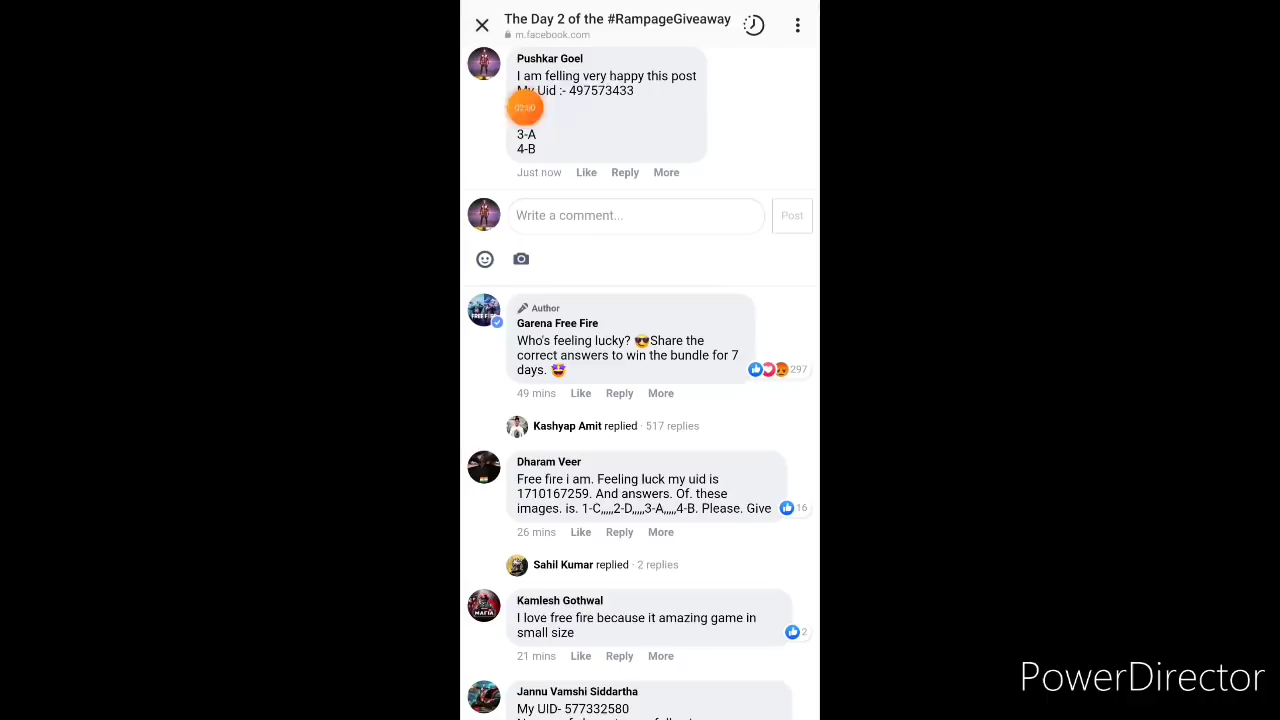 The Day 2 of the #RampageGiveaway
m.facebook.com
Pushkar Goel
I am felling very happy this post
My Uid :- 497573433
02:00
3-A
4-B
Just now Like Reply More
Write a comment...
Post
Author
Garena Free Fire
Who's feeling lucky? 😎Share the
correct answers to win the bundle for 7
days. 🤩
297
49 mins Like Reply More
Kashyap Amit replied · 517 replies
Dharam Veer
Free fire i am. Feeling luck my uid is
1710167259. And answers. Of. these
images. is. 1-C,,,,,2-D,,,,,3-A,,,,,4-B. Please. Give
16
26 mins Like Reply More
Sahil Kumar replied · 2 replies
Kamlesh Gothwal
I love free fire because it amazing game in
small size
2
21 mins Like Reply More
Jannu Vamshi Siddartha
My UID- 577332580
PowerDirector